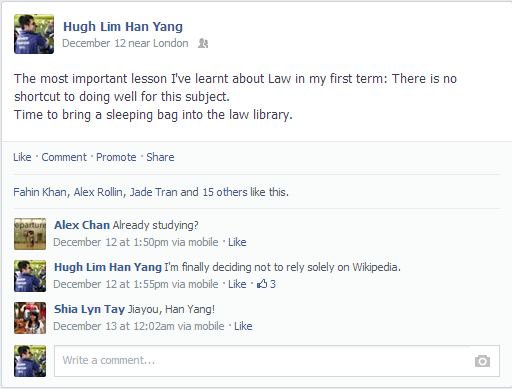 Hugh Lim Han Yang
December 12 near London
The most important lesson I've learnt about Law in my first term: There is no
shortcut to doing well for this subject.
Time to bring a sleeping bag into the law library.
Like · Comment · Promote · Share
Fahin Khan, Alex Rollin, Jade Tran and 15 others like this.
eparture
Alex Chan Already studying?
December 12 at 1:50pm via mobile · Like
Hugh Lim Han Yang I'm finally deciding not to rely solely on Wikipedia.
December 12 at 1:55pm via mobile · Like · 3
Shia Lyn Tay Jiayou, Han Yang!
December 13 at 12:02am via mobile · Like
Write a comment...